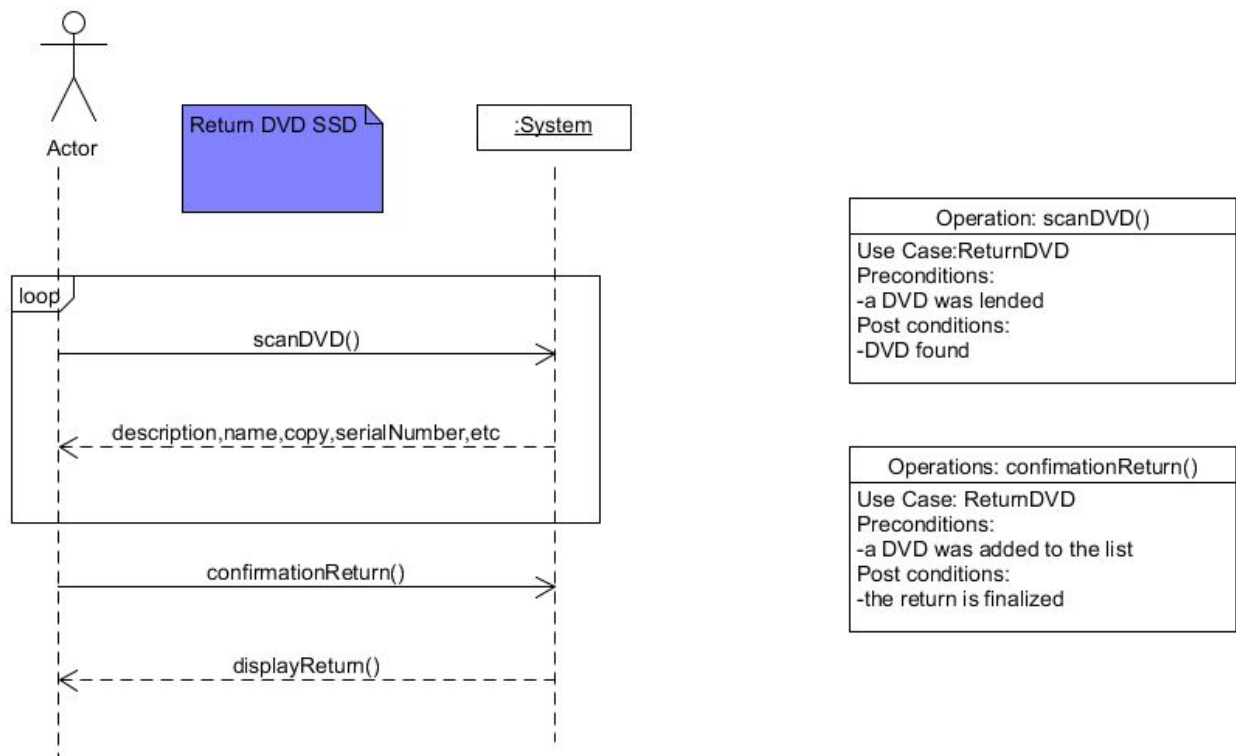 Actor
Return DVD SSD
:System
loop
scanDVD()
description,name,copy,serialNumber,etc
confirmationReturn()
displayReturn()
Operation: scanDVD()
Use Case:ReturnDVD
Preconditions:
-a DVD was lended
Post conditions:
-DVD found
Operations: confimationReturn()
Use Case: ReturnDVD
Preconditions:
-a DVD was added to the list
Post conditions:
-the return is finalized